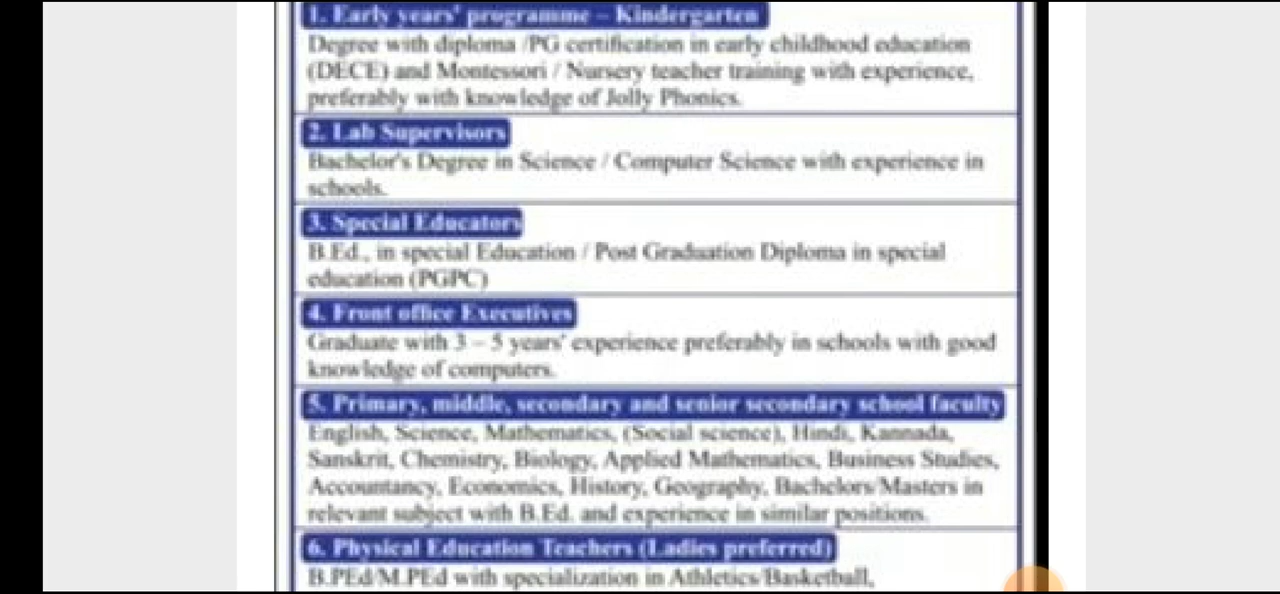 1. Early years' programme – Kindergarten
Degree with diploma /PG certification in early childhood education
(DECE) and Montessori / Nursery teacher training with experience,
preferably with knowledge of Jolly Phonics.
2. Lab Supervisors
Bachelor's Degree in Science / Computer Science with experience in
schools.
3. Special Educators
B.Ed., in special Education / Post Graduation Diploma in special
education (PGPC)
4. Front office Executives
Graduate with 3 – 5 years' experience preferably in schools with good
knowledge of computers.
5. Primary, middle, secondary and senior secondary school faculty
English, Science, Mathematics, (Social science), Hindi, Kannada,
Sanskrit, Chemistry, Biology, Applied Mathematics, Business Studies,
Accountancy, Economics, History, Geography, Bachelors/Masters in
relevant subject with B.Ed. and experience in similar positions.
6. Physical Education Teachers (Ladies preferred)
B.PEd/M.PEd with specialization in Athletics/Basketball,